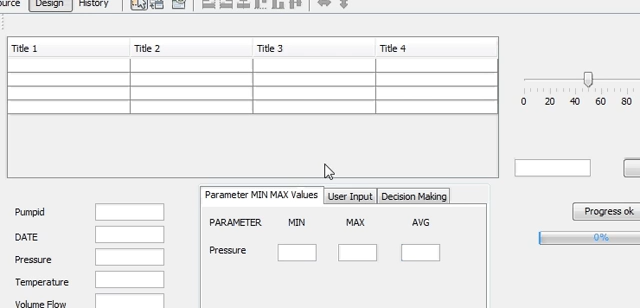 ource Design History
Title 1 Title 2 Title 3 Title 4
0 20 40 60 80
Parameter MIN MAX Values User Input Decision Making
Pumpid
Progress ok
PARAMETER MIN MAX AVG
DATE
0%
Pressure
Pressure
Temperature
Volume Flow